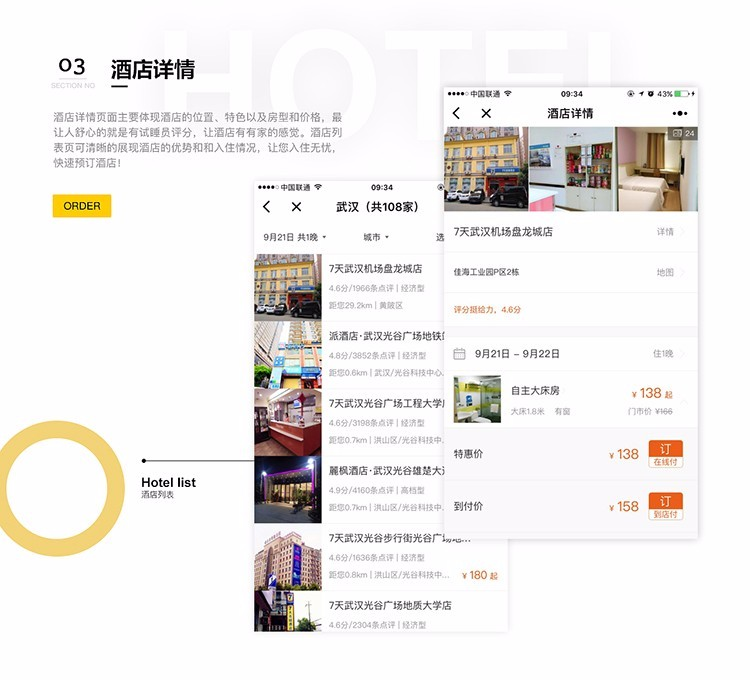 HOTEL
03
SECTION NO
酒店详情
酒店详情页面主要体现酒店的位置、特色以及房型和价格，最
让人舒心的就是有试睡员评分，让酒店有有家的感觉。酒店列
表页可清晰的展现酒店的优势和和入住情况，让您入住无忧，
快速预订酒店！
ORDER
Hotel list
酒店列表
中国联通
09:34
武汉（共108家）
9月21日 共1晚
城市
选
7天武汉机场盘龙城店
4.6分/1966条点评 | 经济型
距您29.2km | 黄陂区
派酒店·武汉光谷广场地铁
4.8分/3852条点评 | 经济型
距您0.6km | 武汉/光谷科技中心
7天武汉光谷广场工程大学
4.6分/3198条点评 | 经济型
距您0.7km | 洪山区/光谷科技中
麗枫酒店·武汉光谷雄楚大
4.9分/4160条点评 | 高档型
距您0.7km | 洪山区/光谷科技中
7天武汉光谷步行街光谷广场地...
4.6分/1636条点评 | 经济型
距您0.8km | 洪山区/光谷科技中...
¥ 180 起
7天武汉光谷广场地质大学店
4.6分/2304条点评 | 经济型
中国联通
09:34
43%
酒店详情
24
7天武汉机场盘龙城店
详情
佳海工业园P区2栋
地图
评分挺给力，4.6分
9月21日 – 9月22日
住1晚
自主大床房
¥ 138 起
大床1.8米 有窗
门市价 ¥166
特惠价
¥ 138
订
在线付
到付价
¥ 158
订
到店付